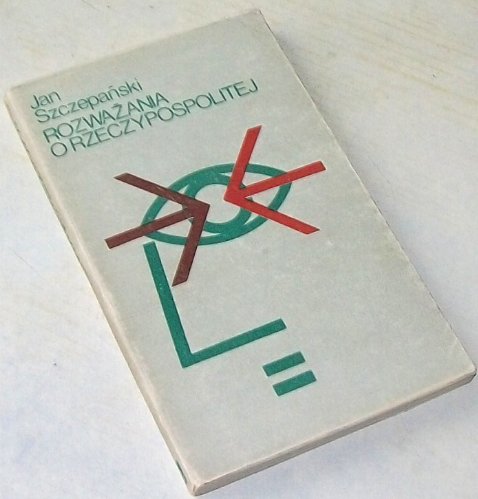 Jan
Szczepański
ROZWAŻANIA
O RZECZYPOSPOLITEJ